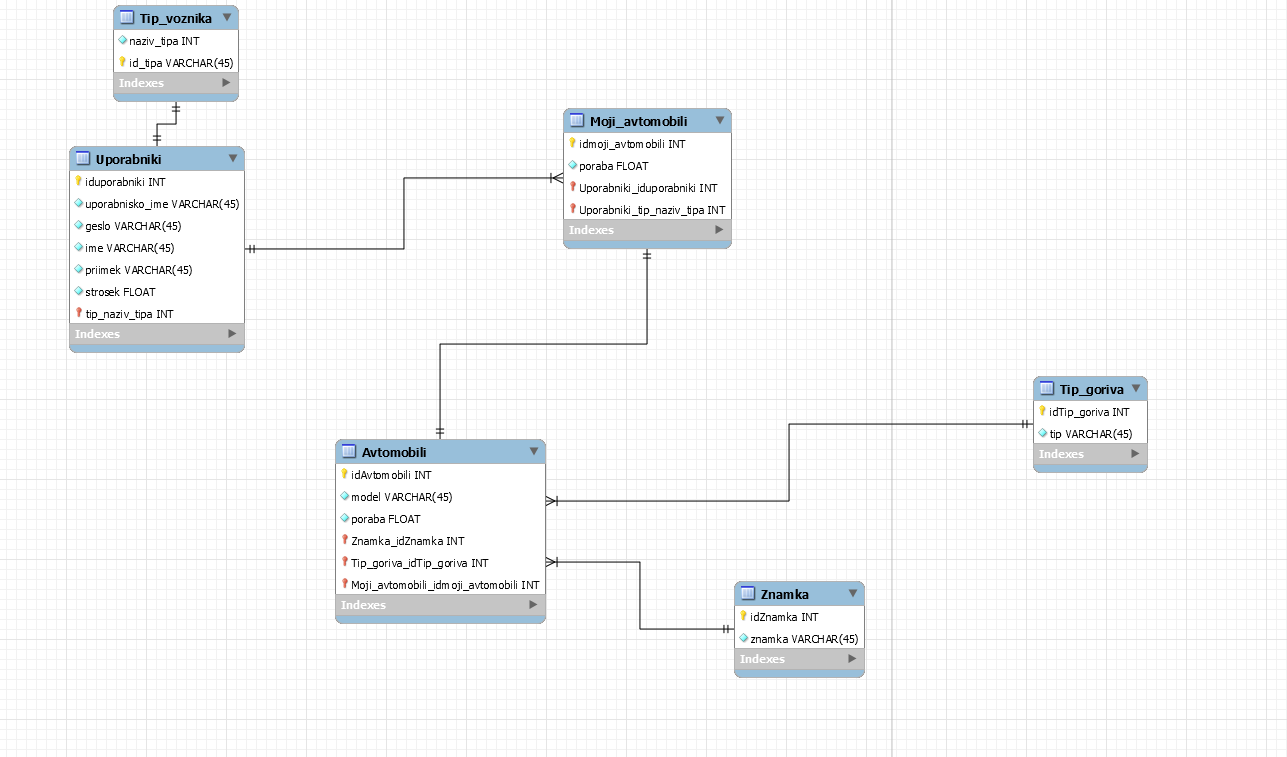 Tip_voznika
naziv_tipa INT
id_tipa VARCHAR(45)
Indexes
Uporabniki
iduporabniki INT
uporabnisko_ime VARCHAR(45)
geslo VARCHAR(45)
ime VARCHAR(45)
priimek VARCHAR(45)
strosek FLOAT
tip_naziv_tipa INT
Indexes
Moji_avtomobili
idmoji_avtomobili INT
poraba FLOAT
Uporabniki_iduporabniki INT
Uporabniki_tip_naziv_tipa INT
Indexes
Avtomobili
idAvtomobili INT
model VARCHAR(45)
poraba FLOAT
Znamka_idZnamka INT
Tip_goriva_idTip_goriva INT
Moji_avtomobili_idmoji_avtomobili INT
Indexes
Tip_goriva
idTip_goriva INT
tip VARCHAR(45)
Indexes
Znamka
idZnamka INT
znamka VARCHAR(45)
Indexes